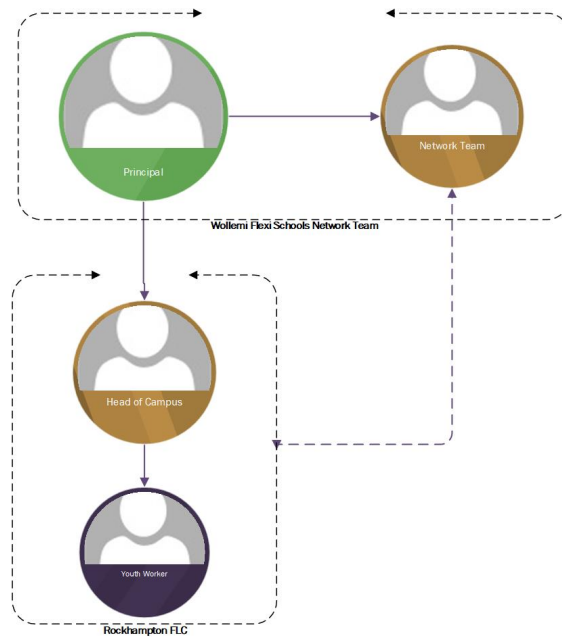 Principal
Network Team
Wollemi Flexi Schools Network Team
Head of Campus
Youth Worker
Rockhampton FLC